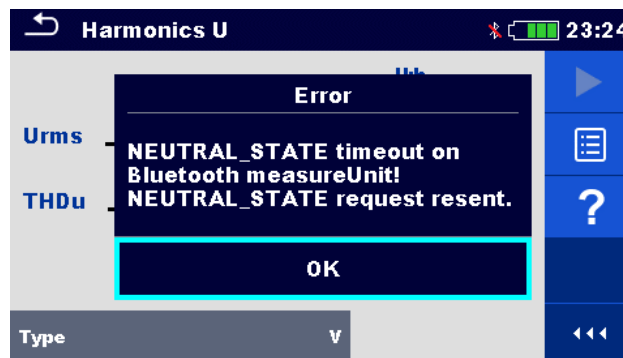 Harmonics U
23:24
Error
Urms
NEUTRAL_STATE timeout on
Bluetooth measureUnit!
NEUTRAL_STATE request resent.
THDu
?
OK
Type
V